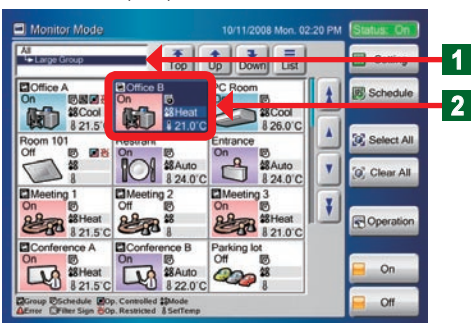 Monitor Mode 10/11/2008 Mon. 02:20 PM Status: On
All
Large Group
Top Up Down List
1
2
Office A
On
Cool
21.5°C
Office B
On
Heat
21.0°C
PC Room
Cool
26.0°C
Room 101
Off
Restrant
On
Auto
24.0°C
Entrance
On
Auto
24.0°C
Meeting 1
On
Heat
21.5°C
Meeting 2
Off
Meeting 3
On
Heat
21.0°C
Conference A
On
Heat
21.5°C
Conference B
On
Auto
22.0°C
Parking lot
Off
Schedule
Select All
Clear All
Operation
On
Off
Group Schedule Op. Controlled Mode
Error Filter Sign Op. Restricted SetTemp